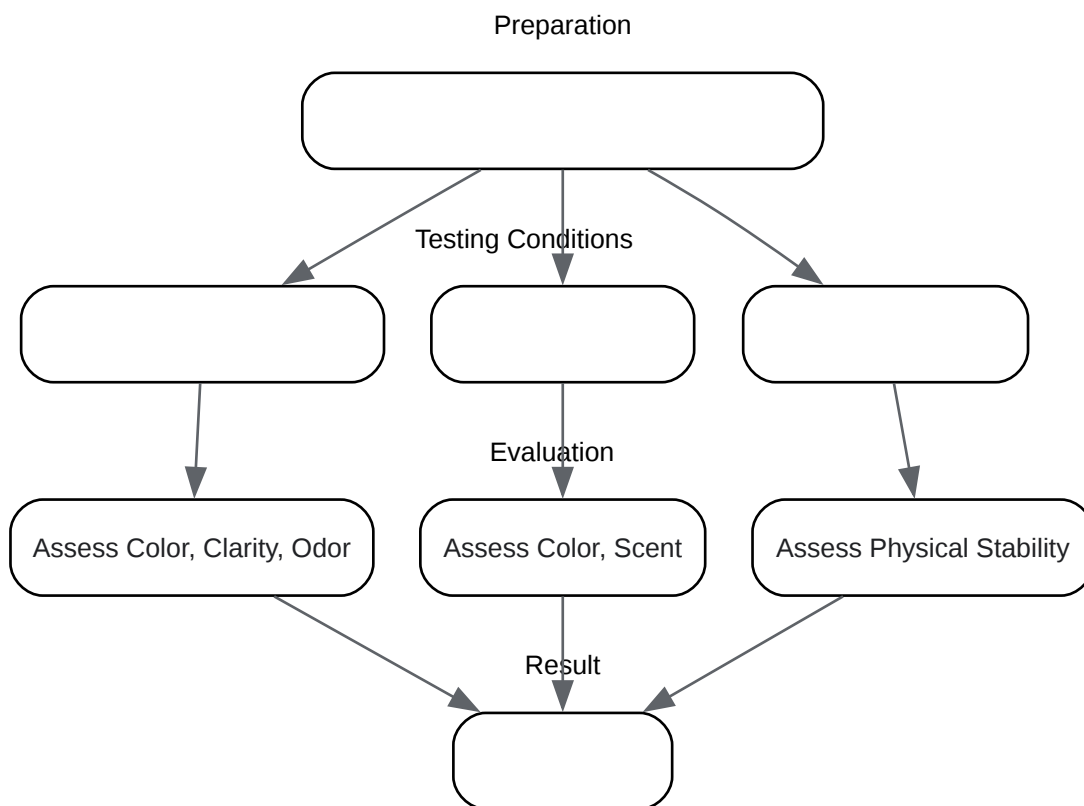 Preparation
Testing Conditions
Evaluation
Assess Color, Clarity, Odor
Assess Color, Scent
Assess Physical Stability
Result